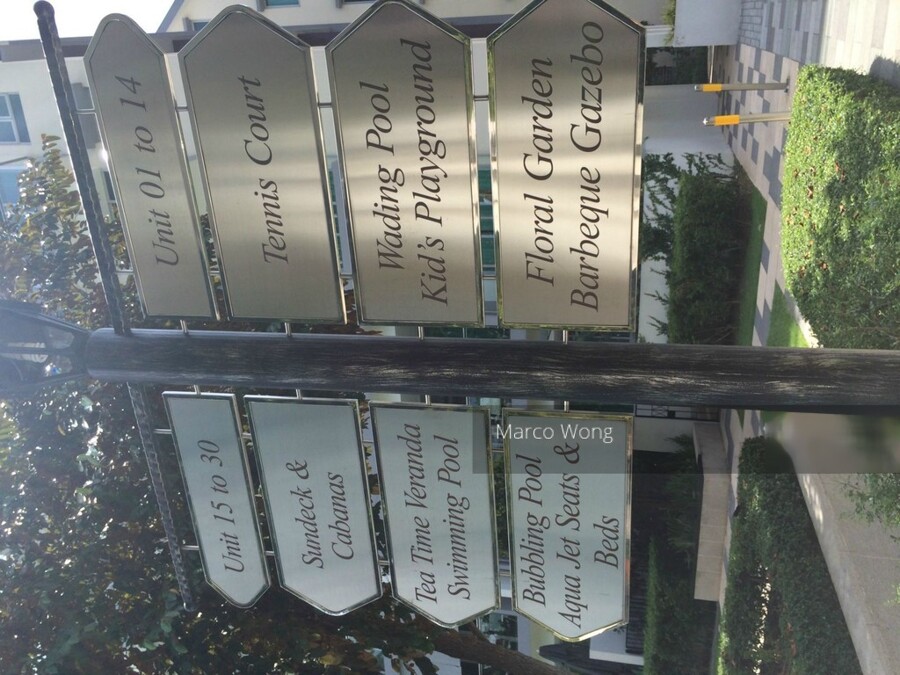 Unit 15 to 30
Sundeck &
Cabanas
Tea Time Veranda
Swimming Pool
Bubbling Pool
Aqua Jet Seats &
Beds
Unit 01 to 14
Tennis Court
Wading Pool
Kid's Playground
Floral Garden
Barbeque Gazebo
Marco Wong